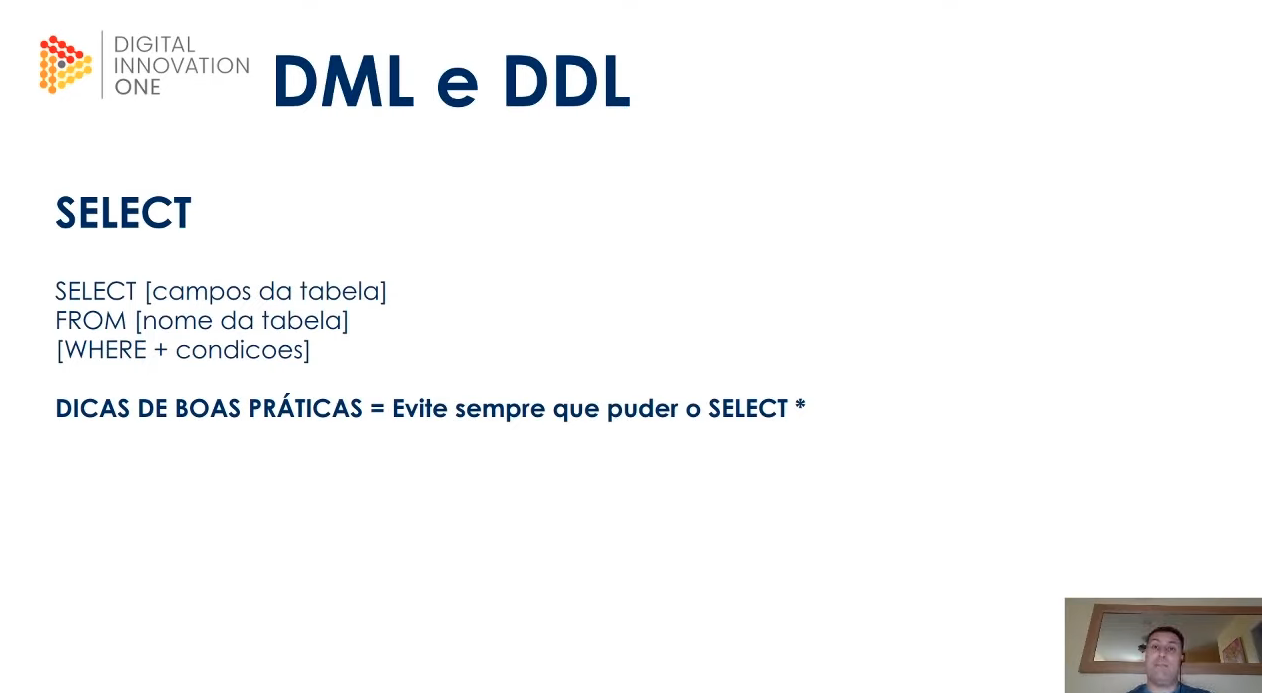 DIGITAL
INNOVATION
ONE
DML e DDL
SELECT
SELECT [campos da tabela]
FROM [nome da tabela]
[WHERE + condicoes]
DICAS DE BOAS PRÁTICAS = Evite sempre que puder o SELECT *